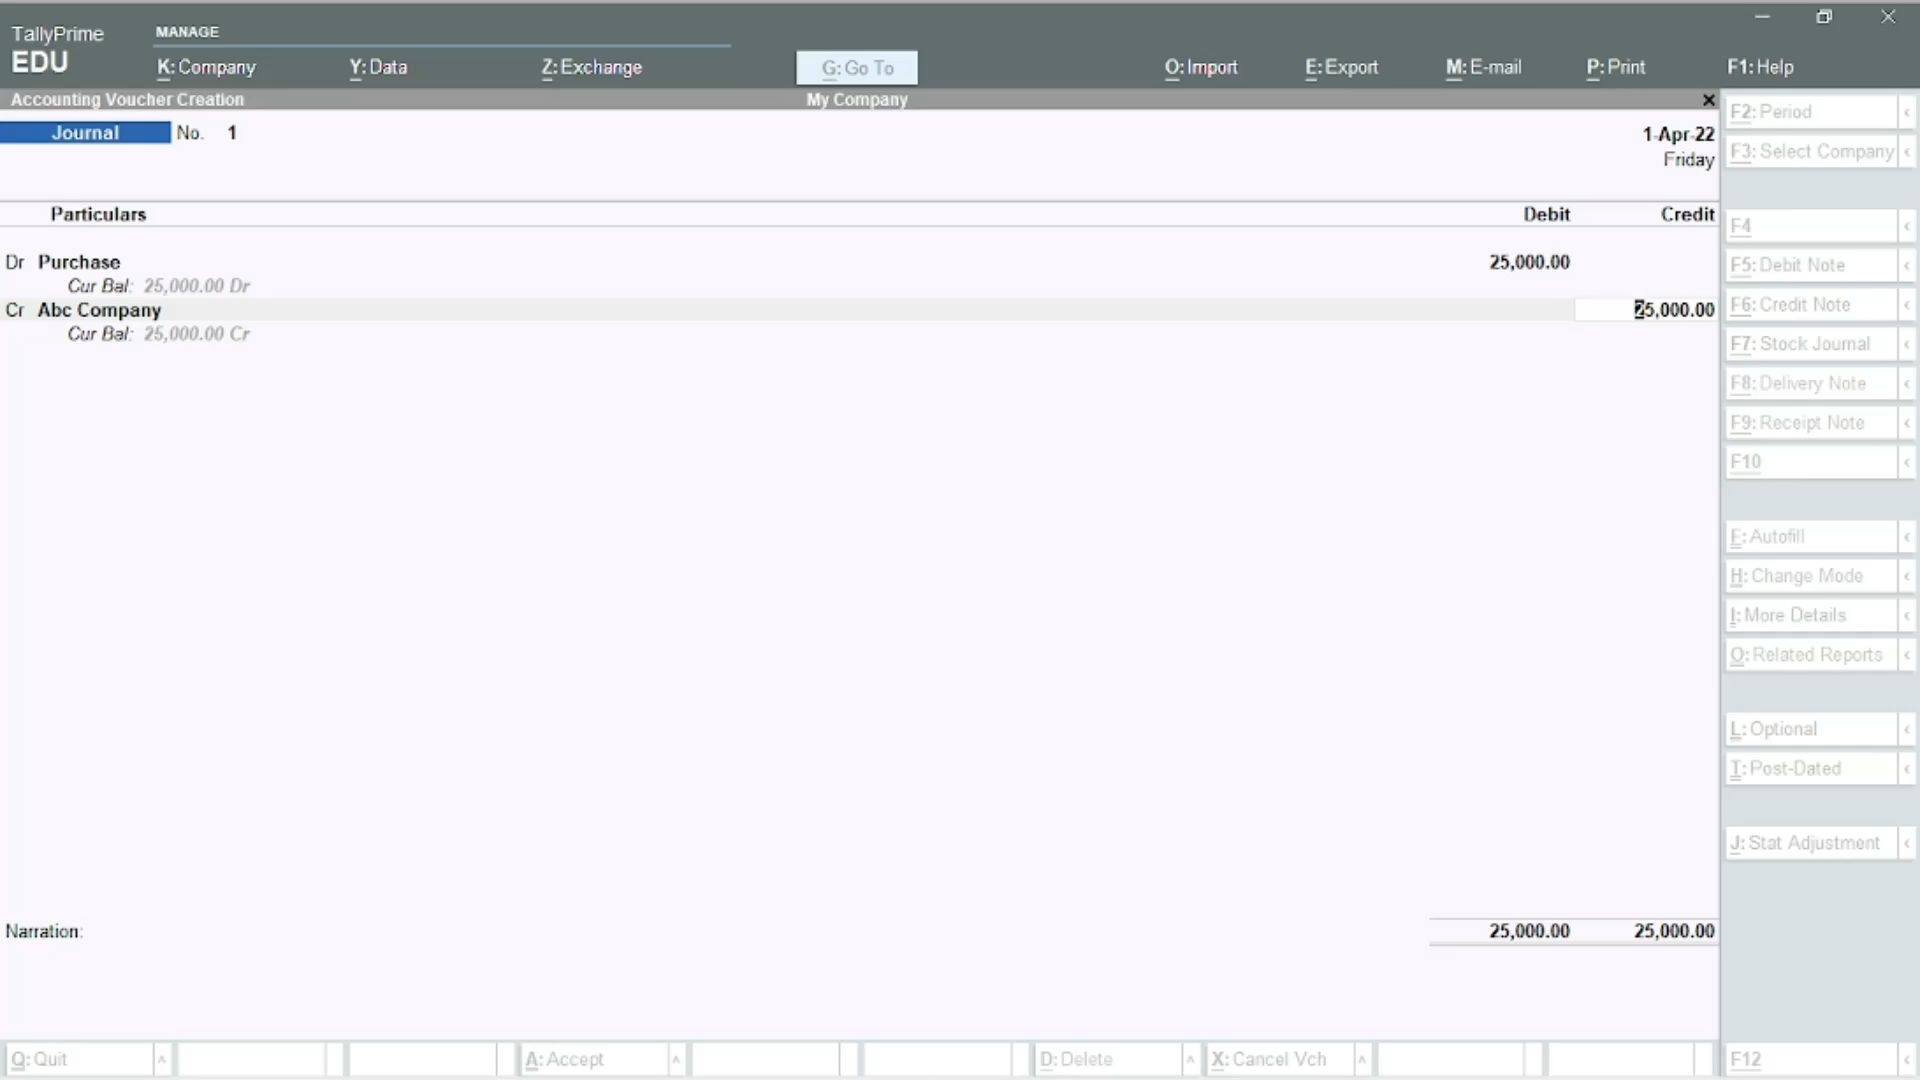 TallyPrime
EDU
MANAGE
K: Company
Y: Data
Z: Exchange
G: Go To
O: Import
E: Export
M: E-mail
P: Print
F1: Help
Accounting Voucher Creation
My Company
Journal
No. 1
1-Apr-22
Friday
Particulars
Debit
Credit
Dr Purchase
25,000.00
Cur Bal: 25,000.00 Dr
Cr Abc Company
25,000.00
Cur Bal: 25,000.00 Cr
Narration:
25,000.00
25,000.00
F2: Period
F3: Select Company
F4
F5: Debit Note
F6: Credit Note
F7: Stock Journal
F8: Delivery Note
F9: Receipt Note
F10
F: Autofill
H: Change Mode
I: More Details
O: Related Reports
L: Optional
T: Post-Dated
J: Stat Adjustment
Q: Quit
A: Accept
D: Delete
X: Cancel Vch
F12